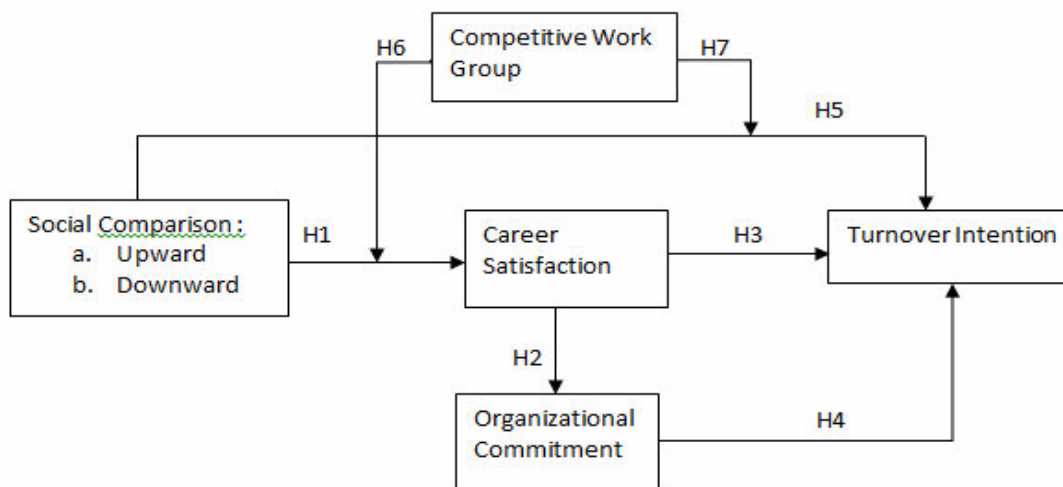 H6
Competitive Work
Group
H7
H5
Social Comparison :
a. Upward
b. Downward
H1
Career
Satisfaction
H3
Turnover Intention
H2
Organizational
Commitment
H4